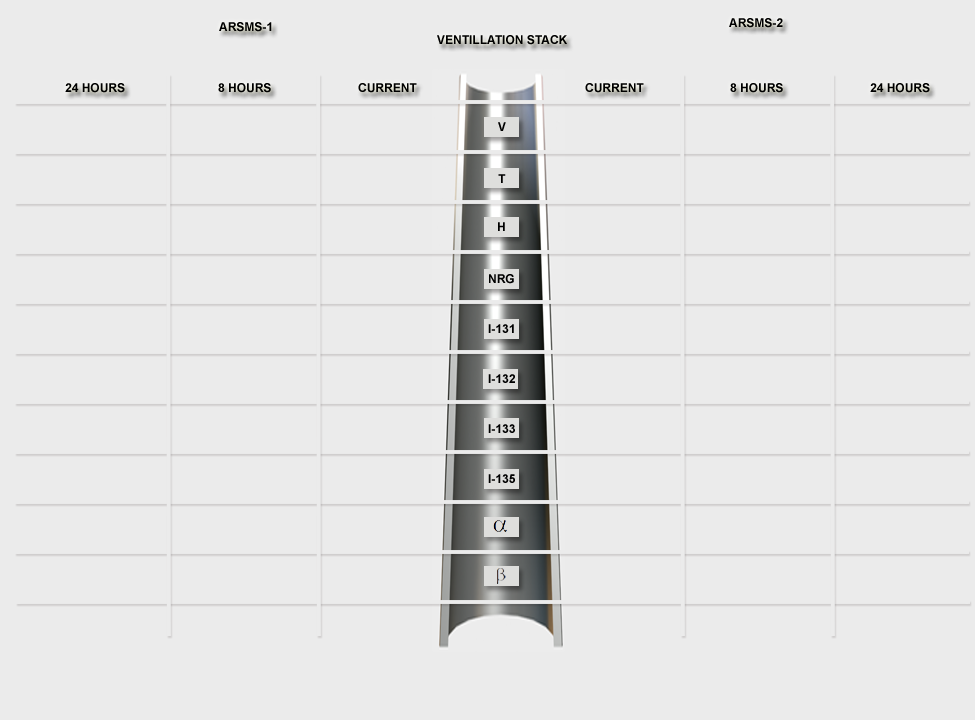 ARSMS-1
VENTILLATION STACK
ARSMS-2
24 HOURS
8 HOURS
CURRENT
CURRENT
8 HOURS
24 HOURS
V
T
H
NRG
I-131
I-132
I-133
I-135
α
β